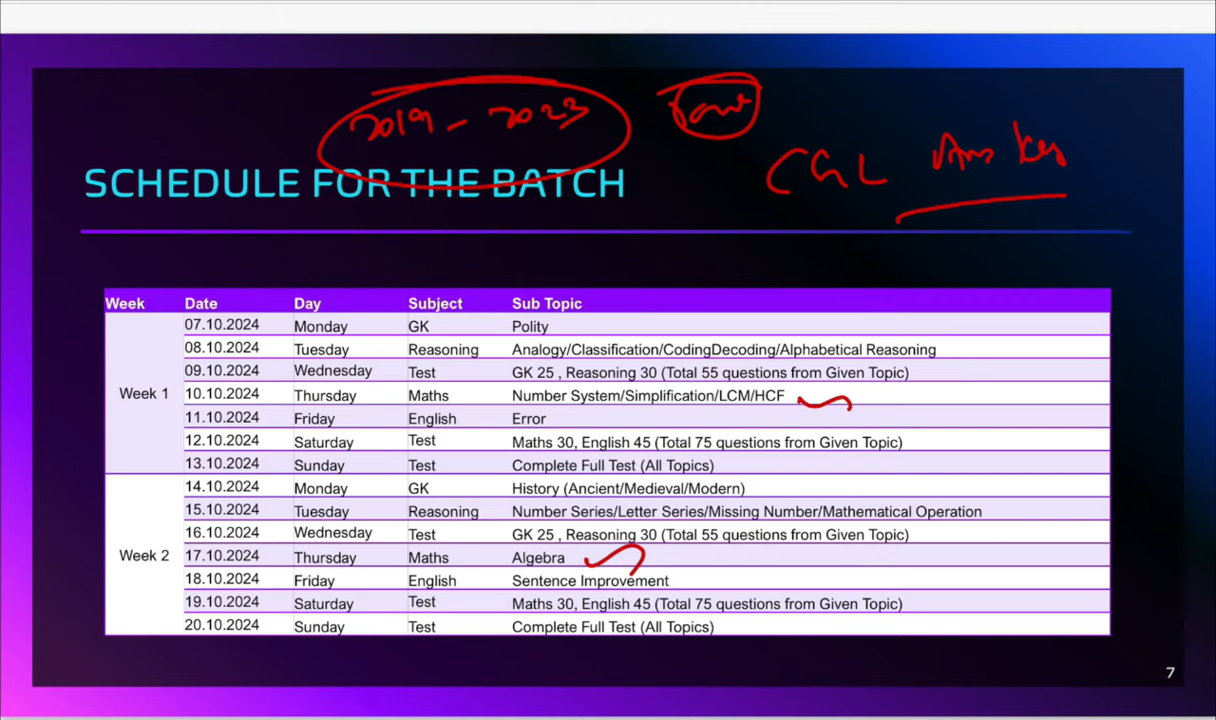 2019 - 2023
CGL Ans key
SCHEDULE FOR THE BATCH
Week Date Day Subject Sub Topic
07.10.2024 Monday GK Polity
08.10.2024 Tuesday Reasoning Analogy/Classification/CodingDecoding/Alphabetical Reasoning
09.10.2024 Wednesday Test GK 25 , Reasoning 30 (Total 55 questions from Given Topic)
Week 1 10.10.2024 Thursday Maths Number System/Simplification/LCM/HCF
11.10.2024 Friday English Error
12.10.2024 Saturday Test Maths 30, English 45 (Total 75 questions from Given Topic)
13.10.2024 Sunday Test Complete Full Test (All Topics)
14.10.2024 Monday GK History (Ancient/Medieval/Modern)
15.10.2024 Tuesday Reasoning Number Series/Letter Series/Missing Number/Mathematical Operation
16.10.2024 Wednesday Test GK 25 , Reasoning 30 (Total 55 questions from Given Topic)
Week 2 17.10.2024 Thursday Maths Algebra
18.10.2024 Friday English Sentence Improvement
19.10.2024 Saturday Test Maths 30, English 45 (Total 75 questions from Given Topic)
20.10.2024 Sunday Test Complete Full Test (All Topics)
7